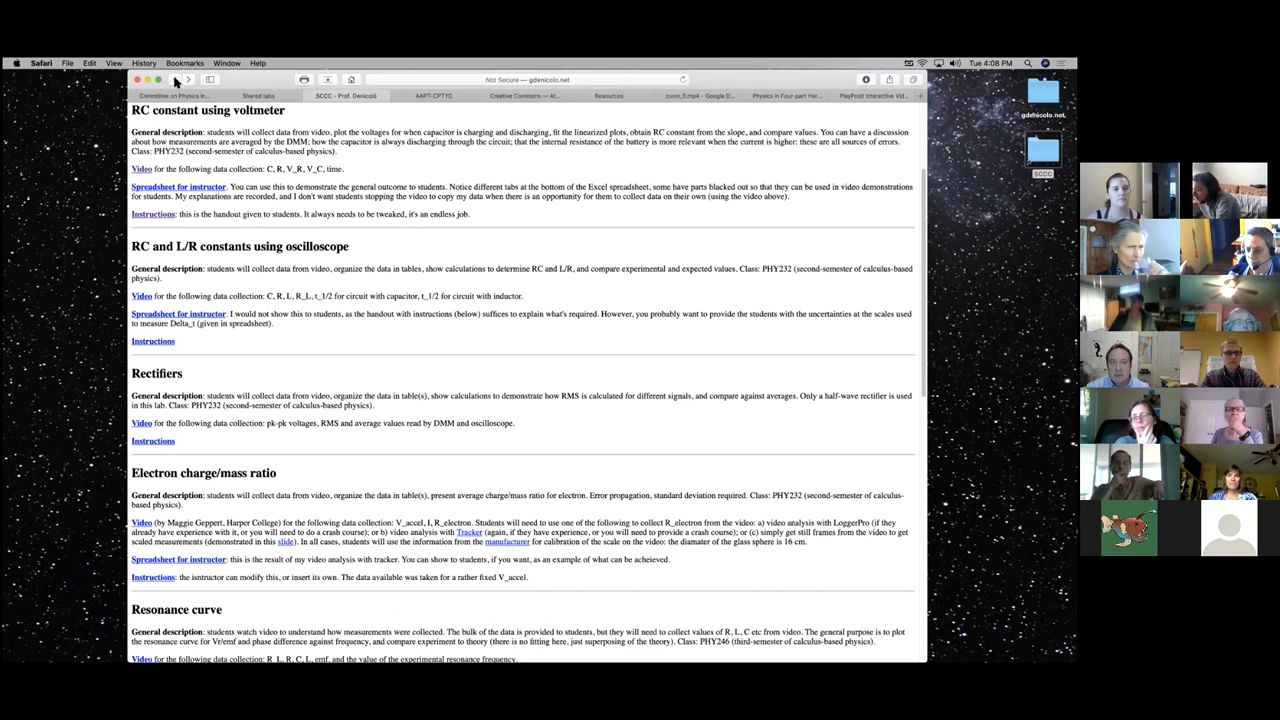 Safari File Edit View History Bookmarks Window Help Tue 4:08 PM
Not Secure — gdenicolo.net
Committee on Physics in... Shared labs SCCC - Prof. Denicoló AAPT-CPTYC Creative Commons — At... Resources zoom_0.mp4 - Google D... Physics in Four-part Har... PlayPosit Interactive Vid...
gdenicolo.net.
SCCC
RC constant using voltmeter
General description: students will collect data from video, plot the voltages for when capacitor is charging and discharging, fit the linearized plots, obtain RC constant from the slope, and compare values. You can have a discussion
about how measurements are averaged by the DMM; how the capacitor is always discharging through the circuit; that the internal resistance of the battery is more relevant when the current is higher: these are all sources of errors.
Class: PHY232 (second-semester of calculus-based physics).
Video for the following data collection: C, R, V_R, V_C, time.
Spreadsheet for instructor. You can use this to demonstrate the general outcome to students. Notice different tabs at the bottom of the Excel spreadsheet, some have parts blacked out so that they can be used in video demonstrations
for students. My explanations are recorded, and I don't want students stopping the video to copy my data when there is an opportunity for them to collect data on their own (using the video above).
Instructions: this is the handout given to students. It always needs to be tweaked, it's an endless job.
RC and L/R constants using oscilloscope
General description: students will collect data from video, organize the data in tables, show calculations to determine RC and L/R, and compare experimental and expected values. Class: PHY232 (second-semester of calculus-based
physics).
Video for the following data collection: C, R, L, R_L, t_1/2 for circuit with capacitor, t_1/2 for circuit with inductor.
Spreadsheet for instructor. I would not show this to students, as the handout with instructions (below) suffices to explain what's required. However, you probably want to provide the students with the uncertainties at the scales used
to measure Delta_t (given in spreadsheet).
Instructions
Rectifiers
General description: students will collect data from video, organize the data in table(s), show calculations to demonstrate how RMS is calculated for different signals, and compare against averages. Only a half-wave rectifier is used
in this lab. Class: PHY232 (second-semester of calculus-based physics).
Video for the following data collection: pk-pk voltages, RMS and average values read by DMM and oscilloscope.
Instructions
Electron charge/mass ratio
General description: students will collect data from video, organize the data in table(s), present average charge/mass ratio for electron. Error propagation, standard deviation required. Class: PHY232 (second-semester of calculus-
based physics).
Video (by Maggie Geppert, Harper College) for the following data collection: V_accel, I, R_electron. Students will need to use one of the following to collect R_electron from the video: a) video analysis with LoggerPro (if they
already have experience with it, or you will need to do a crash course); or b) video analysis with Tracker (again, if they have experience, or you will need to provide a crash course); or (c) simply get still frames from the video to get
scaled measurements (demonstrated in this slide). In all cases, students will use the information from the manufacturer for calibration of the scale on the video: the diamater of the glass sphere is 16 cm.
Spreadsheet for instructor: this is the result of my video analysis with tracker. You can show to students, if you want, as an example of what can be acheieved.
Instructions: the isntructor can modify this, or insert its own. The data available was taken for a rather fixed V_accel.
Resonance curve
General description: students watch video to understand how measurements were collected. The bulk of the data is provided to students, but they will need to collect values of R, L, C etc from video. The general purpose is to plot
the resonance curve for Vr/emf and phase difference against frequency, and compare experiment to theory (there is no fitting here, just superposing of the theory). Class: PHY246 (third-semester of calculus-based physics).
Video for the following data collection: R_L, R, C, L, emf, and the value of the experimental resonance frequency.